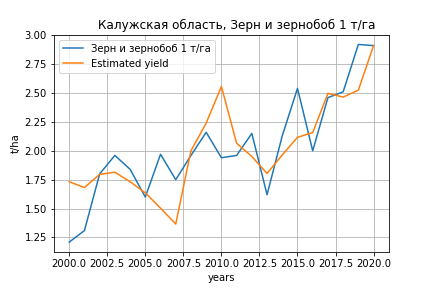 Калужская область, Зерн и зернобоб 1 т/га
Зерн и зернобоб 1 т/га
Estimated yield
t/ha
3.00
2.75
2.50
2.25
2.00
1.75
1.50
1.25
2000.0 2002.5 2005.0 2007.5 2010.0 2012.5 2015.0 2017.5 2020.0
years